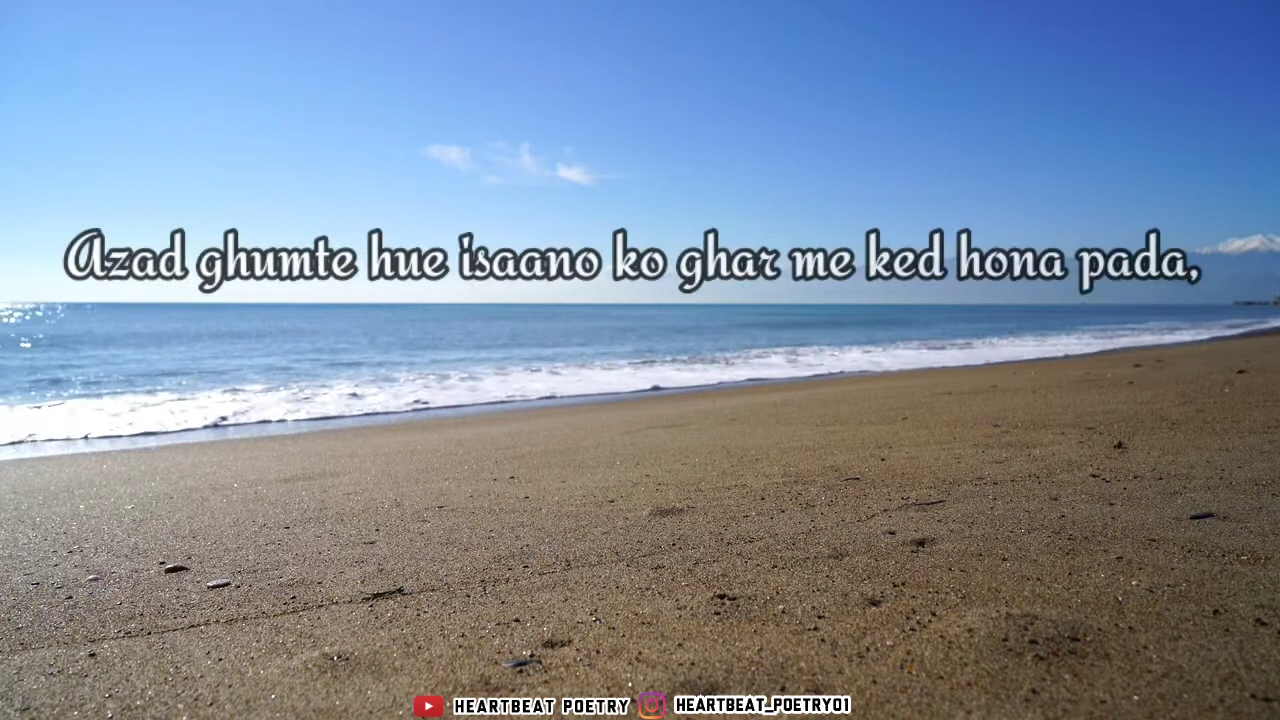 Azad ghumte hue isaano ko ghar me ked hona pada,
HEARTBEAT POETRY HEARTBEAT_POETRY01